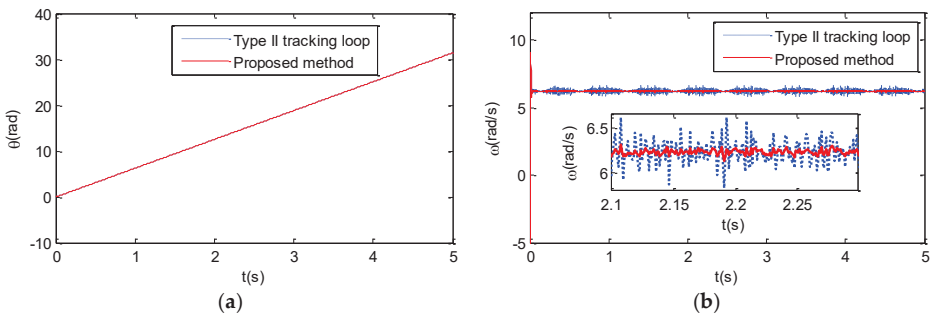 40
30
20
10
0
-10
θ(rad)
Type II tracking loop
Proposed method
0 1 2 3 4 5
t(s)
(a)
10
5
0
-5
ω(rad/s)
Type II tracking loop
Proposed method
6.5
6
ω(rad/s)
2.1 2.15 2.2 2.25
t(s)
0 1 2 3 4 5
t(s)
(b)